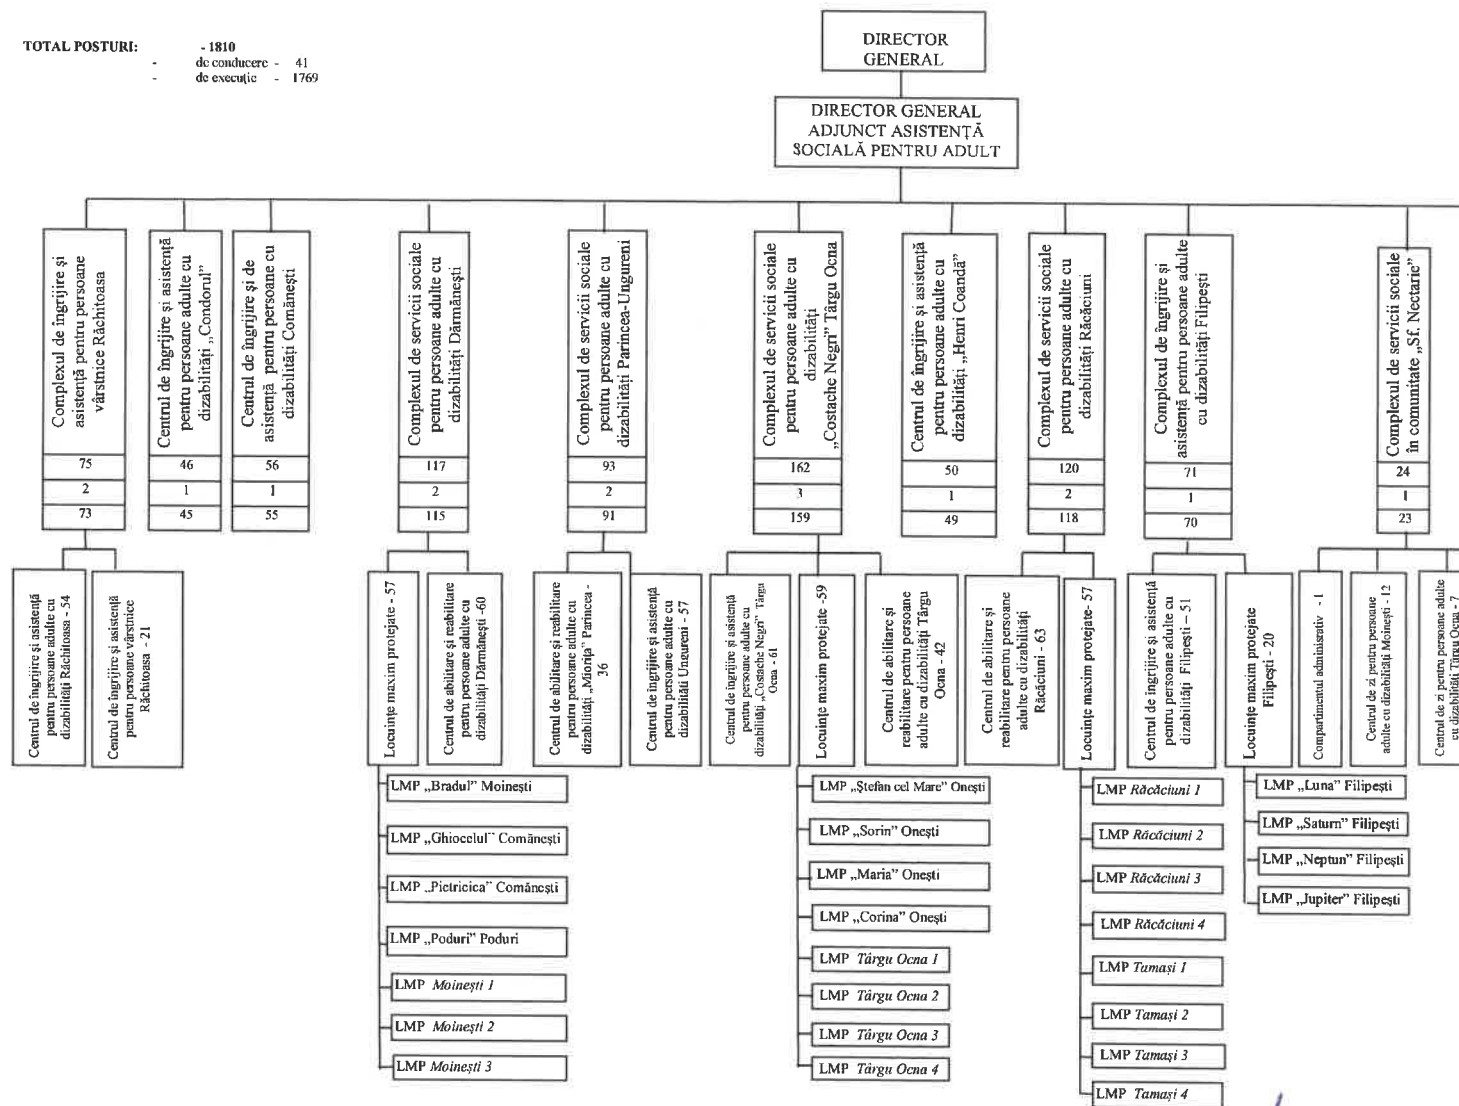 TOTAL POSTURI: - 1810
- de conducere - 41
- de execuție - 1769
DIRECTOR
GENERAL
DIRECTOR GENERAL
ADJUNCT ASISTENȚĂ
SOCIALĂ PENTRU ADULT
Complexul de îngrijire și
asistență pentru persoane
vârstnice Răchitoasa
75
2
73
Centrul de îngrijire și asistență
pentru persoane adulte cu
dizabilități „Condorul”
46
1
45
Centrul de îngrijire și de
asistență pentru persoane cu
dizabilități Comănești
56
1
55
Complexul de servicii sociale
pentru persoane adulte cu
dizabilități Dărmănești
117
2
115
Complexul de servicii sociale
pentru persoane adulte cu
dizabilități Parincea-Ungureni
93
2
91
Complexul de servicii sociale
pentru persoane adulte cu
dizabilități
„Costache Negri” Târgu Ocna
162
3
159
Centrul de îngrijire și asistență
pentru persoane adulte cu
dizabilități „Henri Coandă”
50
1
49
Complexul de servicii sociale
pentru persoane adulte cu
dizabilități Răcăciuni
120
2
118
Complexul de îngrijire și
asistență pentru persoane adulte
cu dizabilități Filipești
71
1
70
Complexul de servicii sociale
în comunitate „Sf. Nectarie”
24
1
23
Centrul de îngrijire și asistență
pentru persoane adulte cu
dizabilități Răchitoasa - 54
Centrul de îngrijire și asistență
pentru persoane vârstnice
Răchitoasa - 21
Locuințe maxim protejate - 57
Centrul de abilitare și reabilitare
pentru persoane adulte cu
dizabilități Dărmănești -60
Centrul de abilitare și reabilitare
pentru persoane adulte cu
dizabilități „Miorița” Parincea -
36
Centrul de îngrijire și asistență
pentru persoane adulte cu
dizabilități Ungureni - 57
Centrul de îngrijire și asistență
pentru persoane adulte cu
dizabilități „Costache Negri” Târgu
Ocna - 61
Locuințe maxim protejate -59
Centrul de abilitare și
reabilitare pentru persoane
adulte cu dizabilități Târgu
Ocna - 42
Centrul de abilitare și
reabilitare pentru persoane
adulte cu dizabilități
Răcăciuni - 63
Locuințe maxim protejate- 57
Centrul de îngrijire și asistență
pentru persoane adulte cu
dizabilități Filipești – 51
Locuințe maxim protejate
Filipești - 20
Compartimentul administrativ - 1
Centrul de zi pentru persoane
adulte cu dizabilități Moinești - 12
Centrul de zi pentru persoane adulte
cu dizabilități Tîrgu Ocna - 7
LMP „Bradul” Moinești
LMP „Ghiocelul” Comănești
LMP „Pietricica” Comănești
LMP „Poduri” Poduri
LMP Moinești 1
LMP Moinești 2
LMP Moinești 3
LMP „Ștefan cel Mare” Onești
LMP „Sorin” Onești
LMP „Maria” Onești
LMP „Corina” Onești
LMP Târgu Ocna 1
LMP Târgu Ocna 2
LMP Târgu Ocna 3
LMP Târgu Ocna 4
LMP Răcăciuni 1
LMP Răcăciuni 2
LMP Răcăciuni 3
LMP Răcăciuni 4
LMP Tamași 1
LMP Tamași 2
LMP Tamași 3
LMP Tamași 4
LMP „Luna” Filipești
LMP „Saturn” Filipești
LMP „Neptun” Filipești
LMP „Jupiter” Filipești